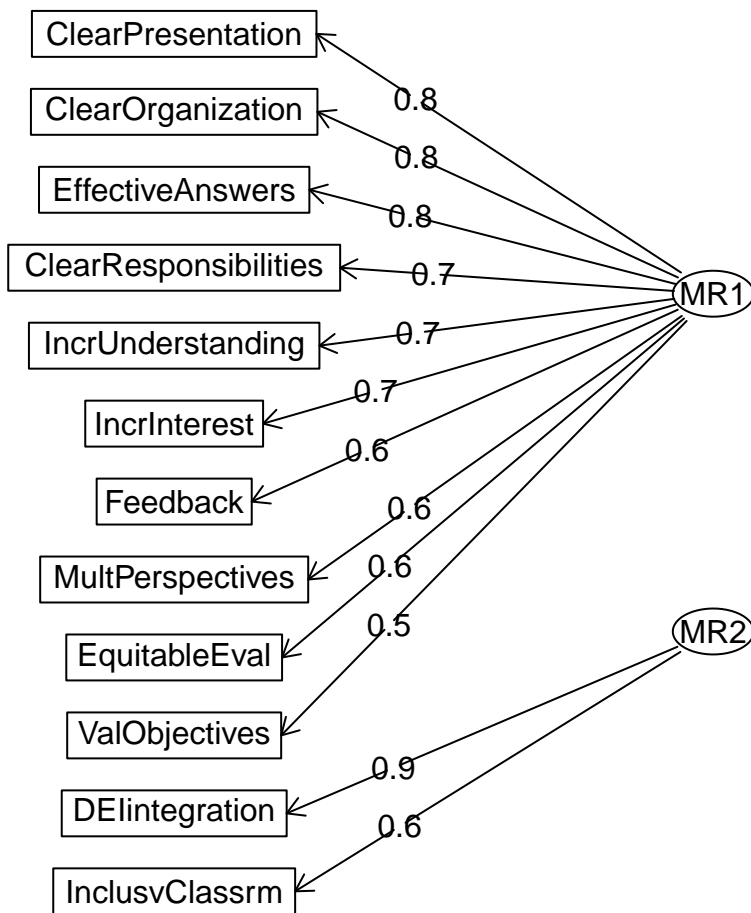 ClearPresentation
0.8
ClearOrganization
0.8
EffectiveAnswers
0.8
ClearResponsibilities
0.7
MR1
IncrUnderstanding
0.7
IncrInterest
0.7
Feedback
0.6
MultPerspectives
0.6
EquitableEval
0.6
ValObjectives
0.5
MR2
DEIintegration
0.9
InclusvClassrm
0.6